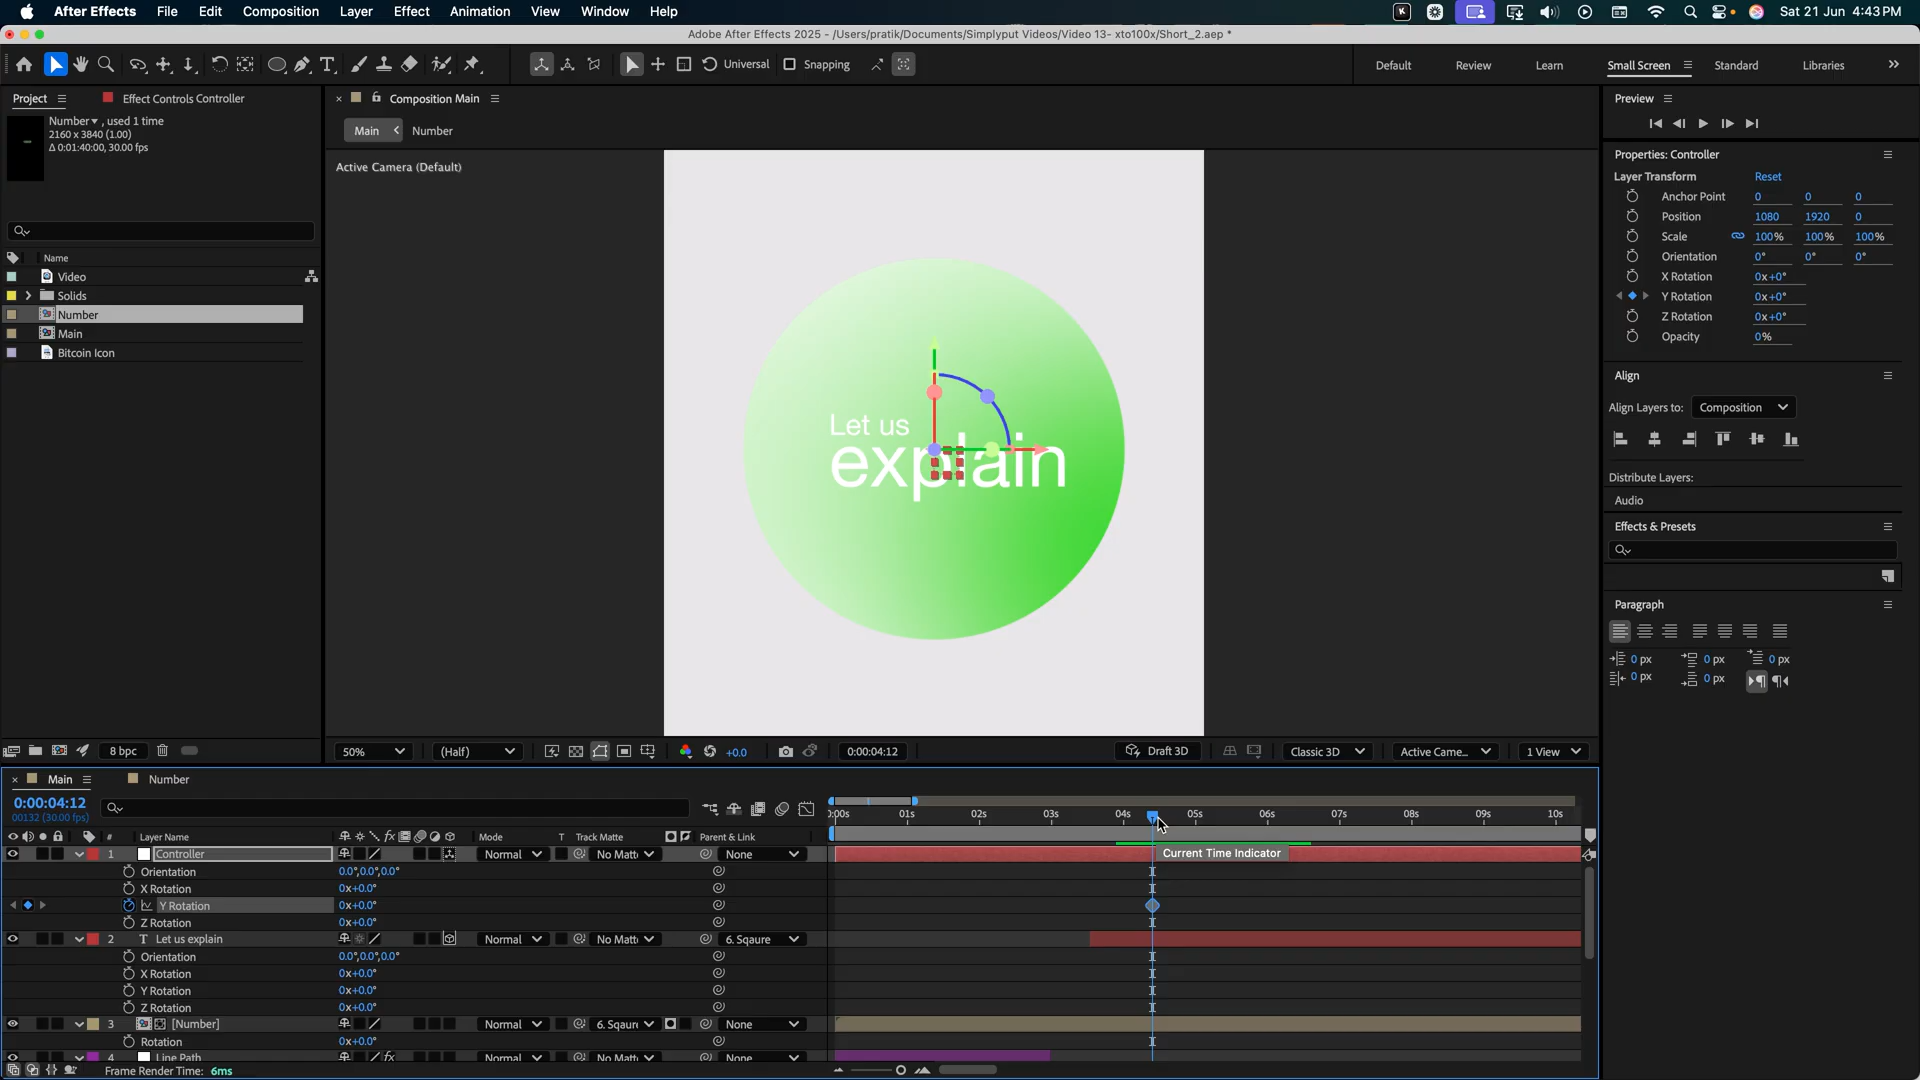 After Effects File Edit Composition Layer Effect Animation View Window Help
Sat 21 Jun 4:43 PM
Adobe After Effects 2025 - /Users/pratik/Documents/Simplyput Videos/Video 13- xto100x/Short_2.aep *
Universal Snapping
Default Review Learn Small Screen Standard Libraries
Project Effect Controls Controller
Number , used 1 time
2160 x 3840 (1.00)
Δ 0:01:40:00, 30.00 fps
Name
Video
Solids
Number
Main
Bitcoin Icon
8 bpc
Composition Main
Main Number
Active Camera (Default)
Let us
explain
50% (Half) +0.0 0:00:04:12 Draft 3D Classic 3D Active Came... 1 View
Preview
Properties: Controller
Layer Transform Reset
Anchor Point 0 0 0
Position 1080 1920 0
Scale 100% 100% 100%
Orientation 0° 0° 0°
X Rotation 0x+0°
Y Rotation 0x+0°
Z Rotation 0x+0°
Opacity 0%
Align
Align Layers to: Composition
Distribute Layers:
Audio
Effects & Presets
Paragraph
0 px 0 px 0 px
0 px 0 px
Main Number
0:00:04:12
00132 (30.00 fps)
:00s 01s 02s 03s 04s 05s 06s 07s 08s 09s 10s
# Layer Name Mode T Track Matte Parent & Link
1 Controller Normal No Matt None
Current Time Indicator
Orientation 0.0°,0.0°,0.0°
X Rotation 0x+0.0°
Y Rotation 0x+0.0°
Z Rotation 0x+0.0°
2 T Let us explain Normal No Matt 6. Sqaure
Orientation 0.0°,0.0°,0.0°
X Rotation 0x+0.0°
Y Rotation 0x+0.0°
Z Rotation 0x+0.0°
3 [Number] Normal 6. Sqaur None
Rotation 0x+0.0°
4 Line Path Normal No Matt None
Frame Render Time: 6ms